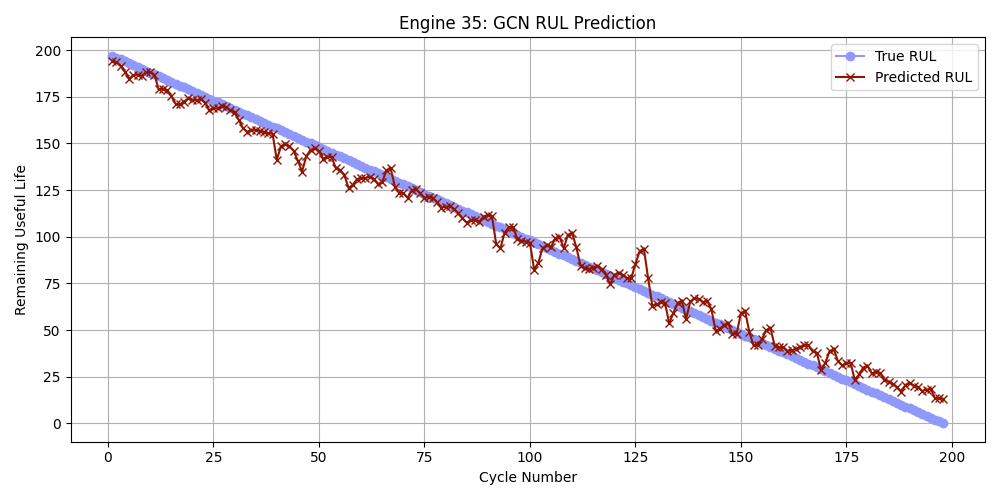 Engine 35: GCN RUL Prediction
True RUL
Predicted RUL
Remaining Useful Life
200
175
150
125
100
75
50
25
0
0 25 50 75 100 125 150 175 200
Cycle Number